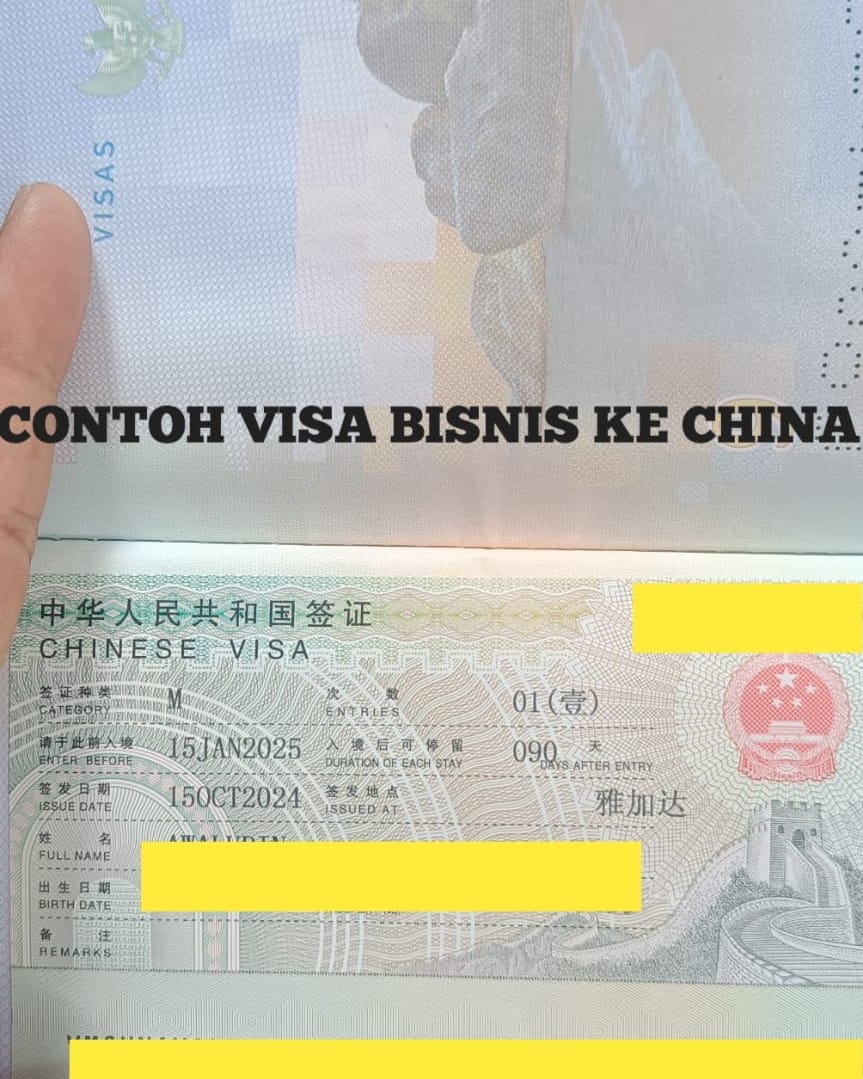 VISAS
CONTOH VISA BISNIS KE CHINA
中华人民共和国签证
CHINESE VISA
签证种类 M 次数 01(壹)
CATEGORY ENTRIES
请于此前入境 15JAN2025 入境后可停留 090 天
ENTER BEFORE DURATION OF EACH STAY DAYS AFTER ENTRY
签发日期 15OCT2024 签发地点 雅加达
ISSUE DATE ISSUED AT
姓名
FULL NAME
出生日期
BIRTH DATE
备注
REMARKS